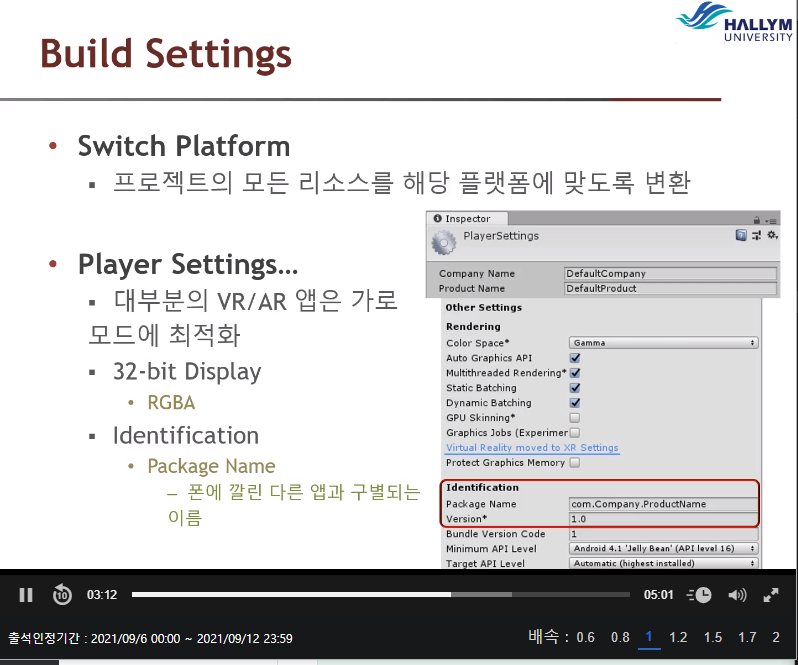 HALLYM
UNIVERSITY
Build Settings
• Switch Platform
▪ 프로젝트의 모든 리소스를 해당 플랫폼에 맞도록 변환
• Player Settings…
▪ 대부분의 VR/AR 앱은 가로
모드에 최적화
▪ 32-bit Display
• RGBA
▪ Identification
• Package Name
– 폰에 깔린 다른 앱과 구별되는
이름
Inspector
PlayerSettings
Company Name DefaultCompany
Product Name DefaultProduct
Other Settings
Rendering
Color Space* Gamma
Auto Graphics API
Multithreaded Rendering*
Static Batching
Dynamic Batching
GPU Skinning*
Graphics Jobs (Experimer
Virtual Reality moved to XR Settings
Protect Graphics Memory
Identification
Package Name com.Company.ProductName
Version* 1.0
Bundle Version Code 1
Minimum API Level Android 4.1 'Jelly Bean' (API level 16)
Target API Level Automatic (highest installed)
10 03:12 05:01
출석인정기간 : 2021/09/6 00:00 ~ 2021/09/12 23:59 배속 : 0.6 0.8 1 1.2 1.5 1.7 2